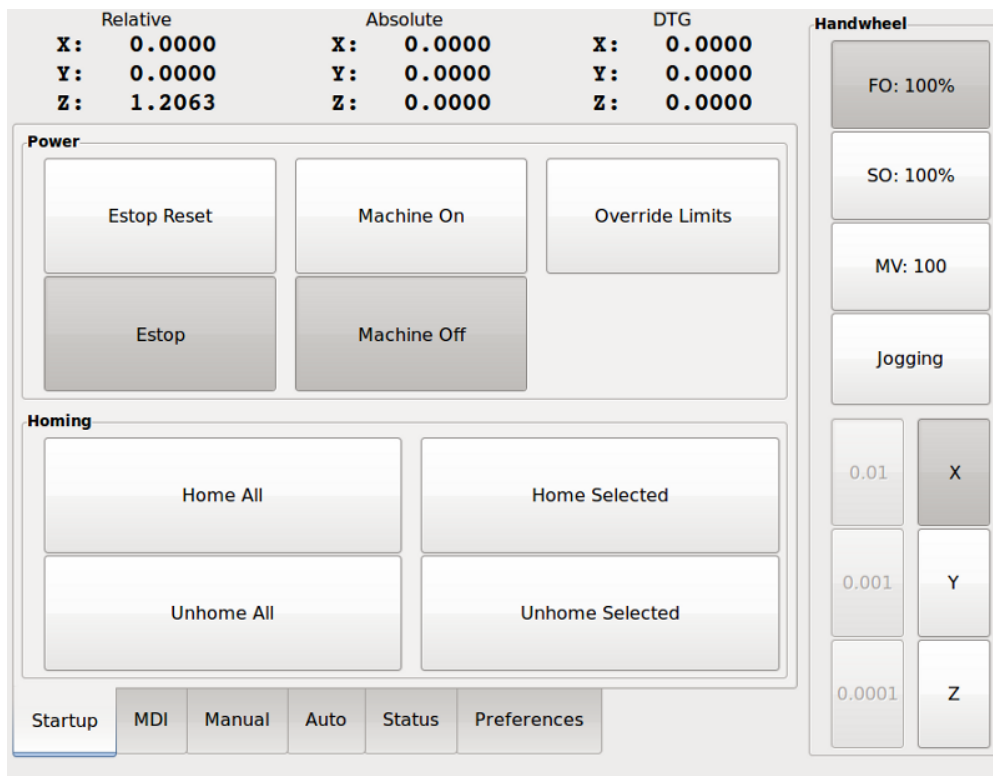 Relative Absolute DTG
X: 0.0000 X: 0.0000 X: 0.0000
Y: 0.0000 Y: 0.0000 Y: 0.0000
Z: 1.2063 Z: 0.0000 Z: 0.0000
Power
Estop Reset Machine On Override Limits
Estop Machine Off
Homing
Home All Home Selected
Unhome All Unhome Selected
Startup MDI Manual Auto Status Preferences
Handwheel
FO: 100%
SO: 100%
MV: 100
Jogging
0.01 X
0.001 Y
0.0001 Z